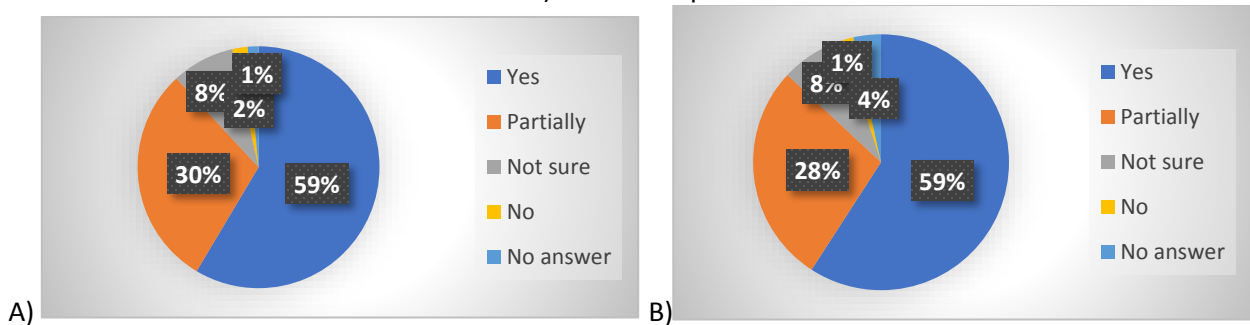 1%
8%
2%
30%
59%
Yes
Partially
Not sure
No
No answer
A)
1%
8%
4%
28%
59%
Yes
Partially
Not sure
No
No answer
B)